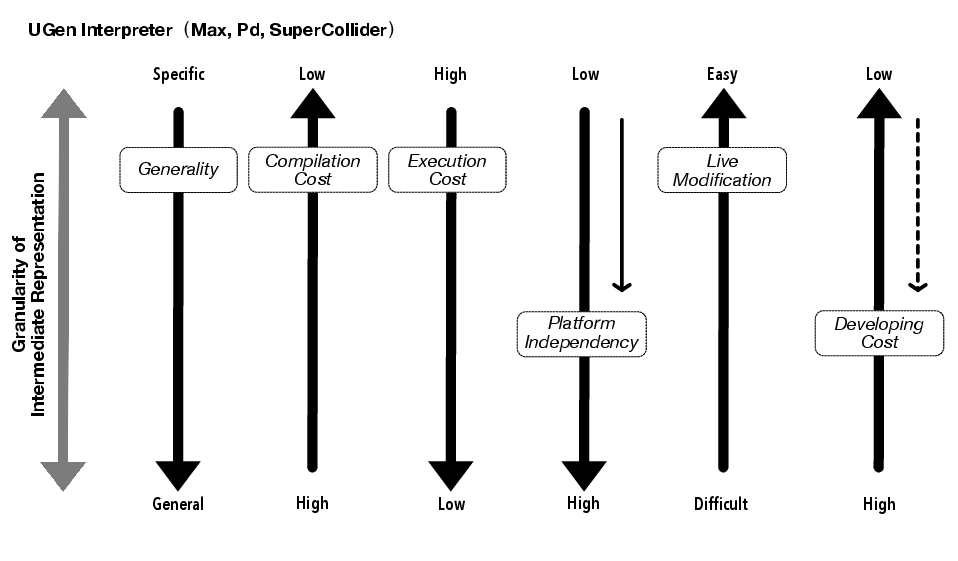 UGen Interpreter（Max, Pd, SuperCollider）
Specific
Low
High
Low
Easy
Low
Generality
Compilation
Cost
Execution
Cost
Live
Modification
Granularity of
Intermediate Representation
Platform
Independency
Developing
Cost
General
High
Low
High
Difficult
High